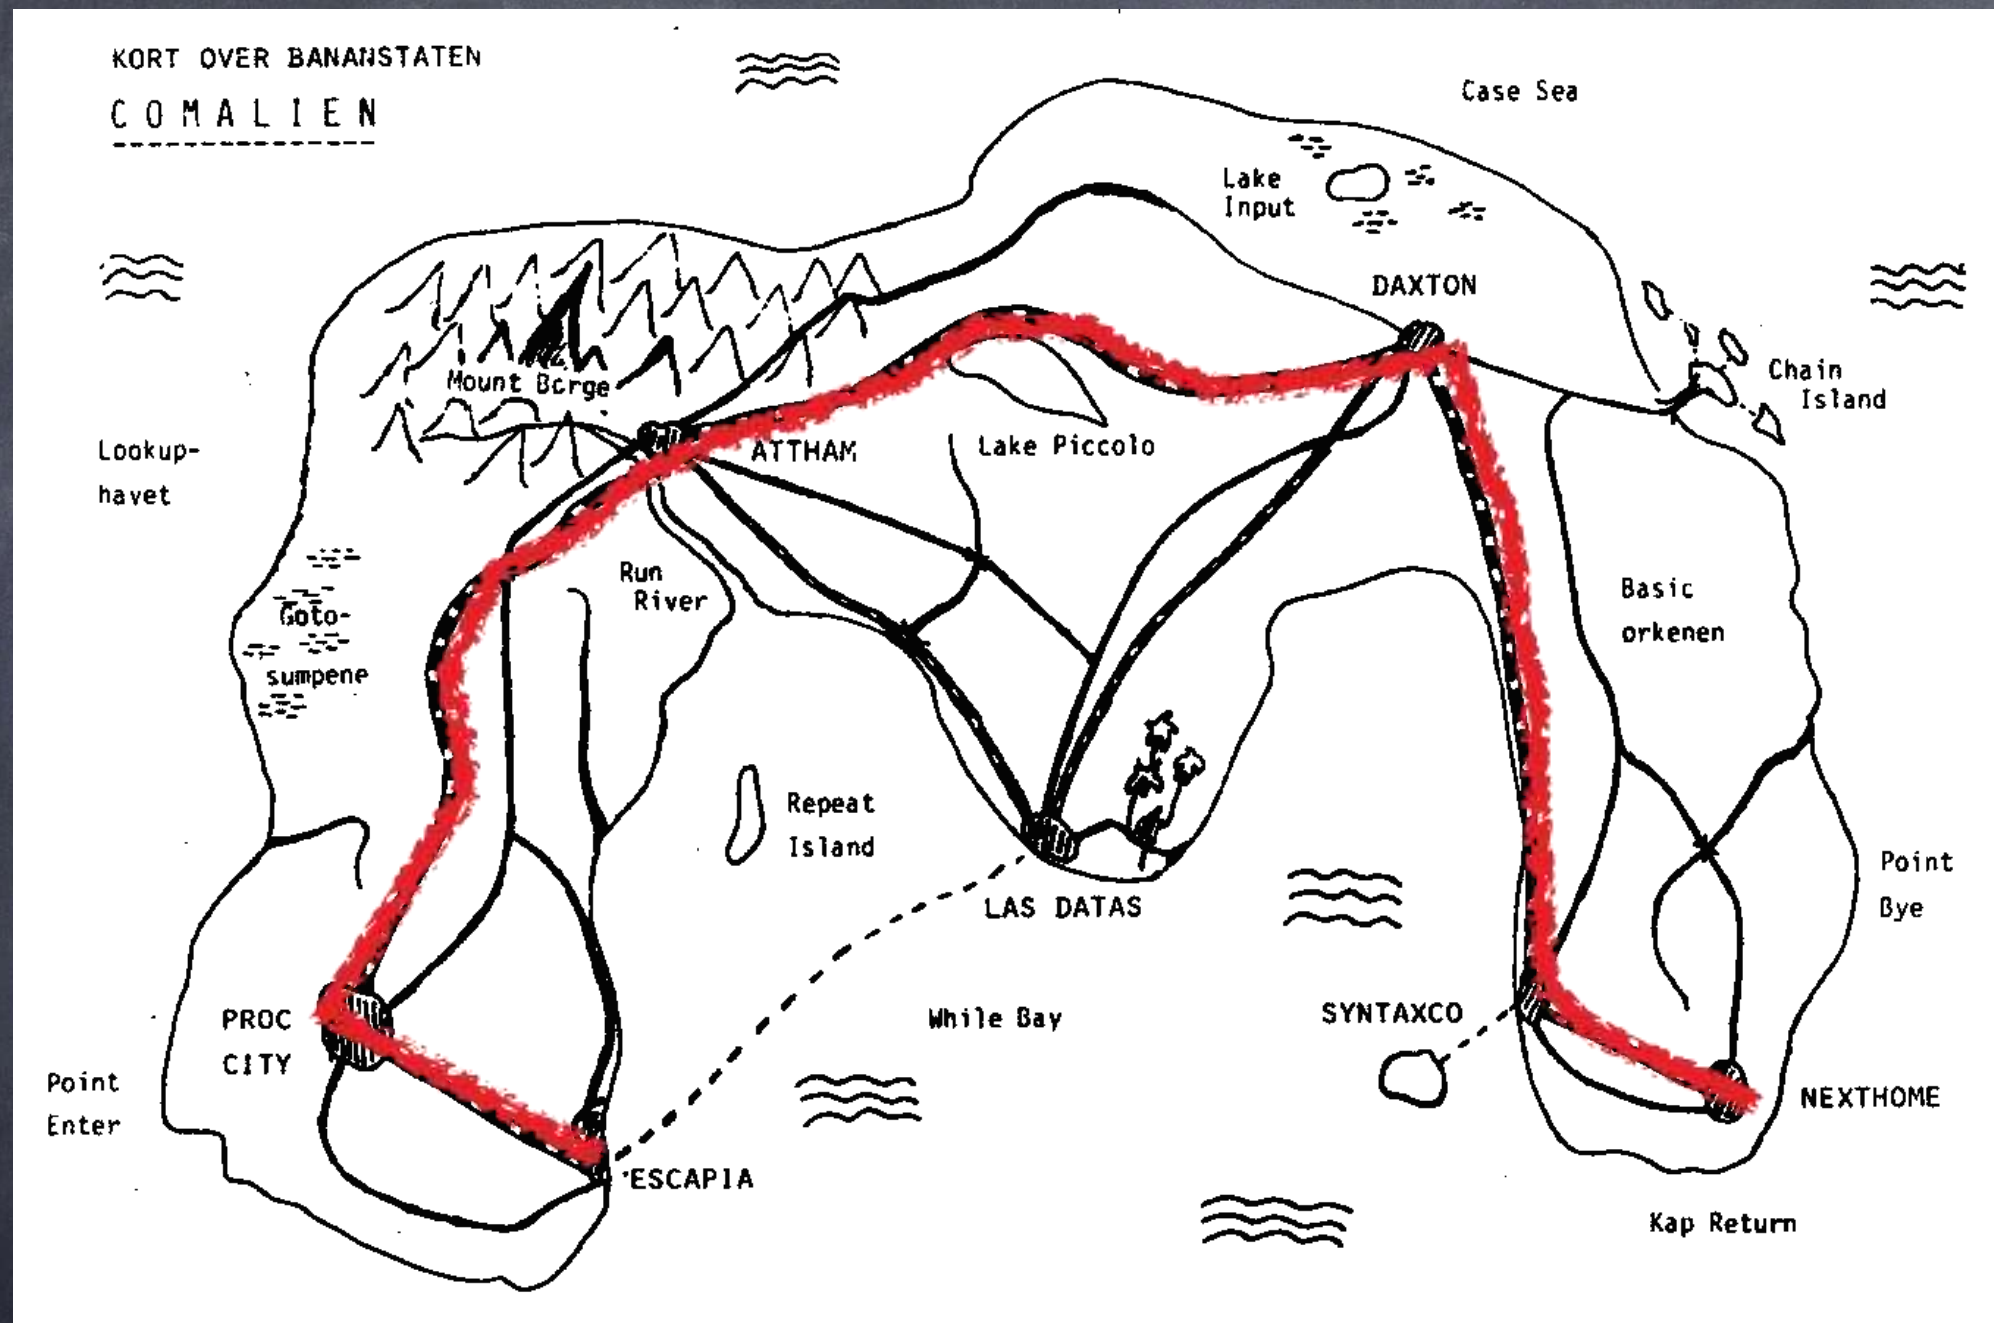 KORT OVER BANANSTATEN
COMALIEN
Case Sea
Lake
Input
DAXTON
Chain
Island
Mount Borge
ATTHAM
Lake Piccolo
Lookup-
havet
Run
River
Goto-
sumpene
Basic
orkenen
Repeat
Island
LAS DATAS
Point
Bye
PROC
CITY
While Bay
SYNTAXCO
Point
Enter
NEXTHOME
ESCAPIA
Kap Return